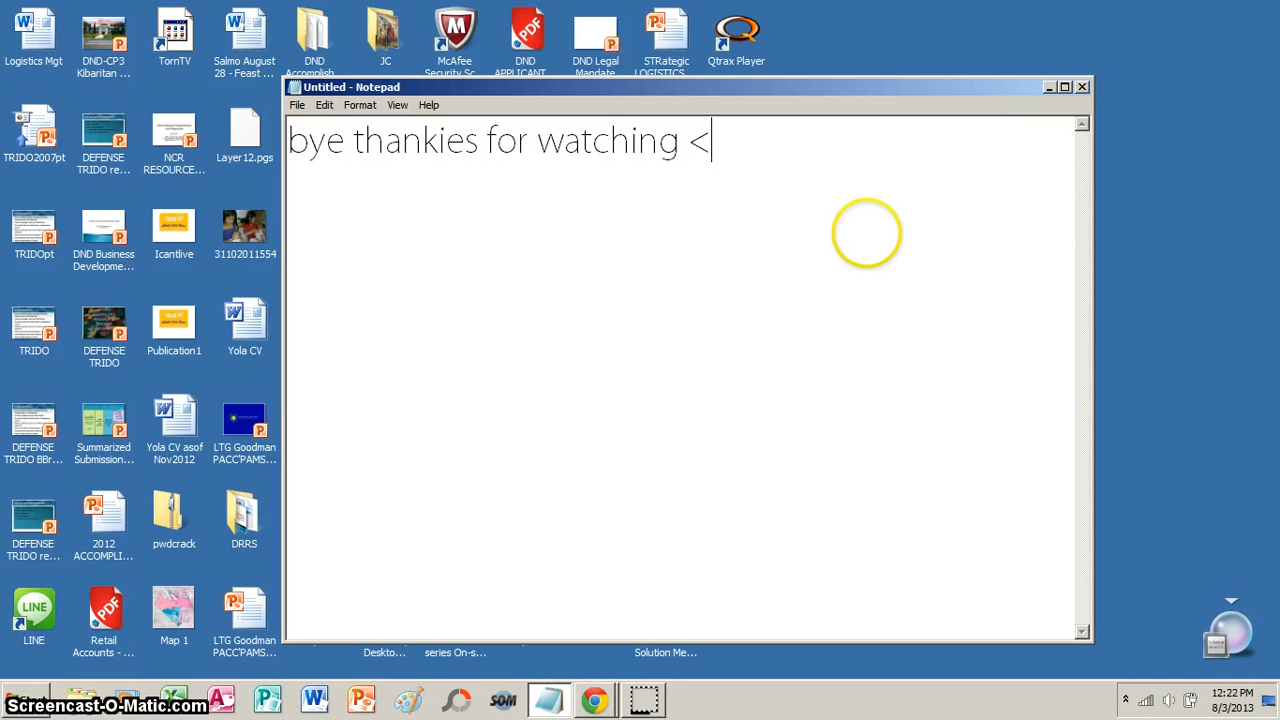 Logistics Mgt
DND-CP3
Kibaritan ...
TornTV
Salmo August
28 - Feast ...
DND
Accomplish
JC
McAfee
Security Sc...
DND
APPLICANT
DND Legal
Mandate
STRategic
LOGISTICS
Qtrax Player
Untitled - Notepad
File Edit Format View Help
bye thankies for watching <
TRIDO2007pt
DEFENSE
TRIDO re...
NCR
RESOURCE...
Layer12.pgs
TRIDOpt
DND Business
Developme...
Icantlive
31102011554
TRIDO
DEFENSE
TRIDO
Publication1
Yola CV
DEFENSE
TRIDO BBr...
Summarized
Submission...
Yola CV asof
Nov2012
LTG Goodman
PACC'PAMS...
DEFENSE
TRIDO re...
2012
ACCOMPLI...
pwdcrack
DRRS
LINE
LINE
Retail
Accounts - ...
Map 1
LTG Goodman
PACC'PAMS...
Deskto...
series On-s...
Solution Me...
Screencast-O-Matic.com
SOM
12:22 PM
8/3/2013